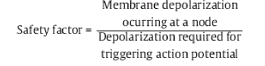 Membrane depolarization
ocurring at a node
Safety factor =
Depolarization required for
triggering action potential